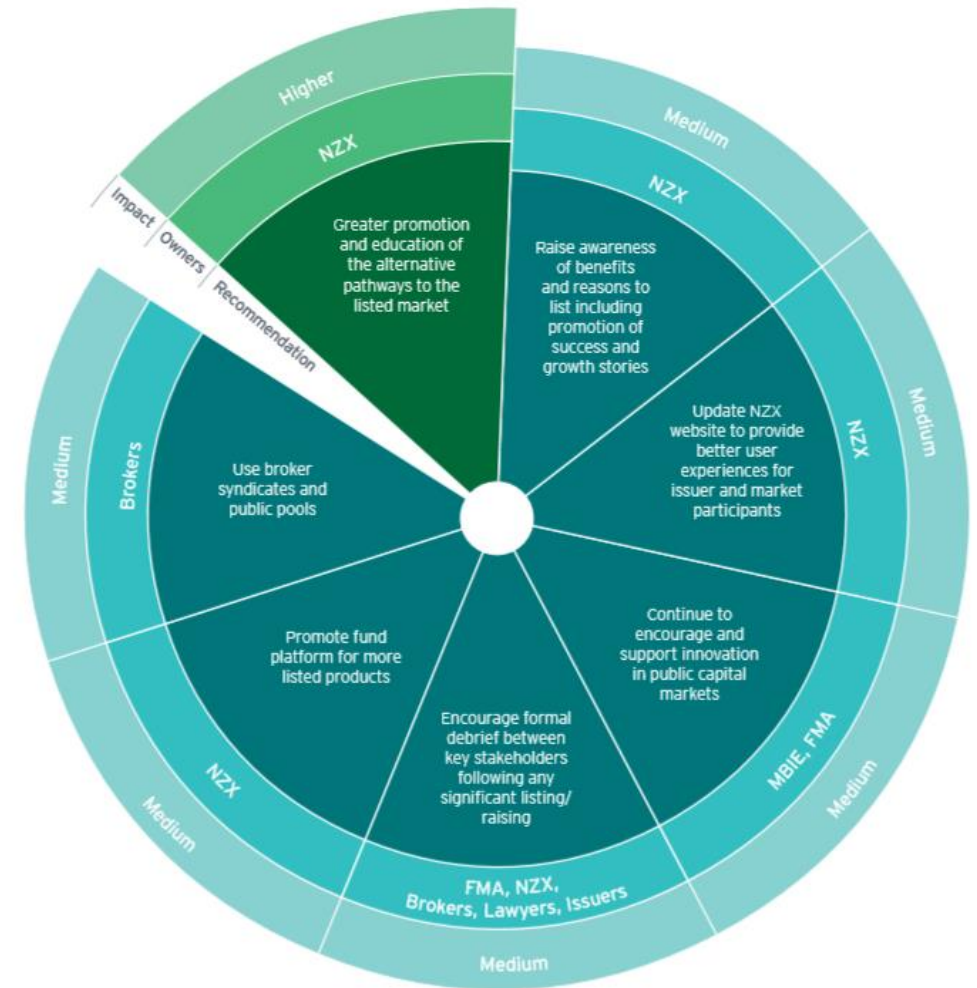 Higher
NZX
Greater promotion
and education of
the alternative
pathways to the
listed market
Impact
Owners
Recommendation
Medium
NZX
Raise awareness
of benefits
and reasons to
list including
promotion of
success and
growth stories
Medium
NZX
Update NZX
website to provide
better user
experiences for
issuer and market
participants
Medium
MBIE, FMA
Continue to
encourage and
support innovation
in public capital
markets
Encourage formal
debrief between
key stakeholders
following any
significant listing/
raising
FMA, NZX,
Brokers, Lawyers, Issuers
Medium
Promote fund
platform for more
listed products
NZX
Medium
Use broker
syndicates and
public pools
Brokers
Medium